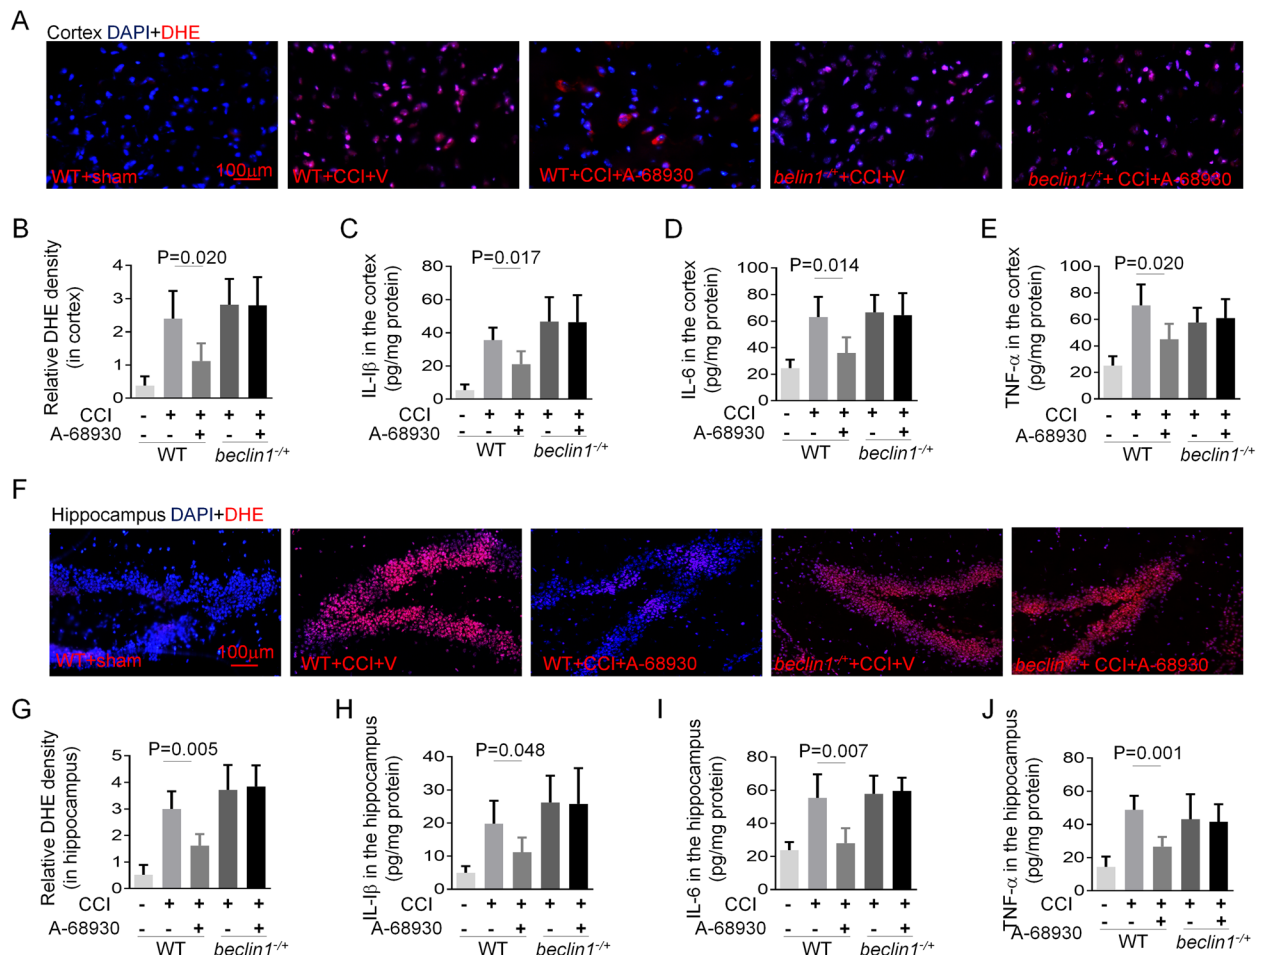 A
Cortex DAPI+DHE
WT+sham
100µm
WT+CCI+V
WT+CCI+A-68930
belin1-/++CCI+V
beclin1-/++ CCI+A-68930
B
Relative DHE density
(in cortex)
P=0.020
4
3
2
1
0
CCI - + + + +
A-68930 - - + - +
WT beclin1-/+
C
IL-Iβ in the cortex
(pg/mg protein)
P=0.017
80
60
40
20
0
CCI - + + + +
A-68930 - - + - +
WT beclin1-/+
D
IL-6 in the cortex
(pg/mg protein)
P=0.014
100
80
60
40
20
0
CCI - + + + +
A-68930 - - + - +
WT beclin1-/+
E
TNF-α in the cortex
(pg/mg protein)
P=0.020
100
80
60
40
20
0
CCI - + + + +
A-68930 - - + - +
WT beclin1-/+
F
Hippocampus DAPI+DHE
WT+sham
100µm
WT+CCI+V
WT+CCI+A-68930
beclin1-/++CCI+V
beclin-/++ CCI+A-68930
G
Relative DHE density
(in hippocampus)
P=0.005
5
4
3
2
1
0
CCI - + + + +
A-68930 - - + - +
WT beclin1-/+
H
IL-Iβ in the hippocampus
(pg/mg protein)
P=0.048
40
30
20
10
0
CCI - + + + +
A-68930 - - + - +
WT beclin1-/+
I
IL-6 in the hippocampus
(pg/mg protein)
P=0.007
80
60
40
20
0
CCI - + + + +
A-68930 - - + - +
WT beclin1-/+
J
TNF-α in the hippocampus
(pg/mg protein)
P=0.001
80
60
40
20
0
CCI - + + + +
A-68930 - - + - +
WT beclin1-/+